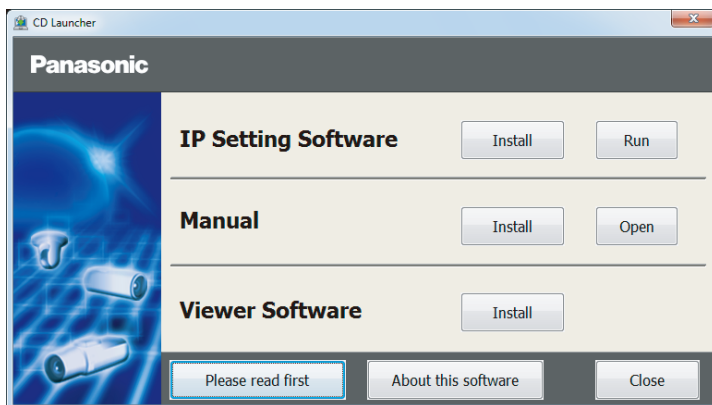 CD Launcher
Panasonic
IP Setting Software Install Run
Manual Install Open
Viewer Software Install
Please read first About this software Close